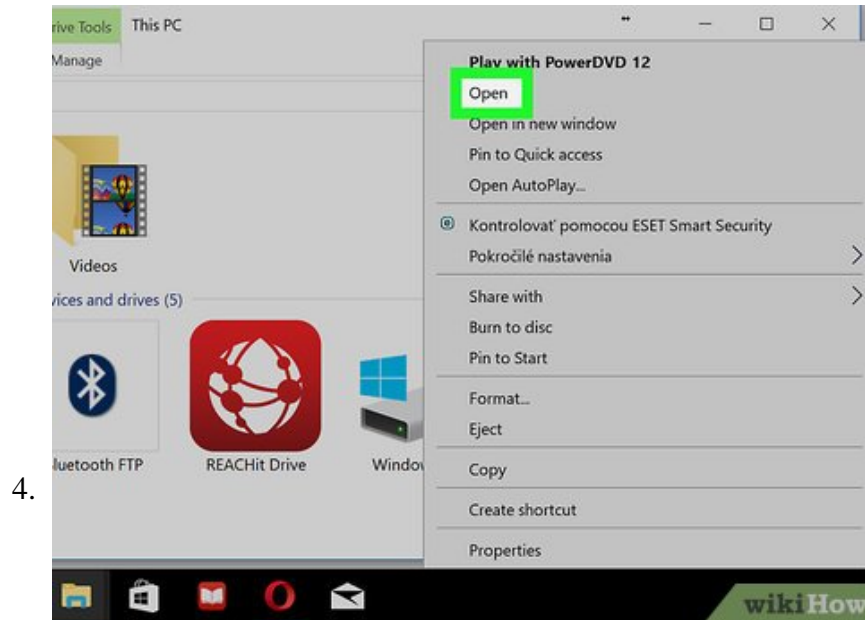 rive Tools This PC
Manage
Play with PowerDVD 12
Open
Open in new window
Pin to Quick access
Open AutoPlay...
Kontrolovať pomocou ESET Smart Security
Pokročilé nastavenia
Videos
vices and drives (5)
Share with
Burn to disc
Pin to Start
Format...
Eject
luetooth FTP REACHit Drive Window
Copy
4.
Create shortcut
Properties
wikiHow